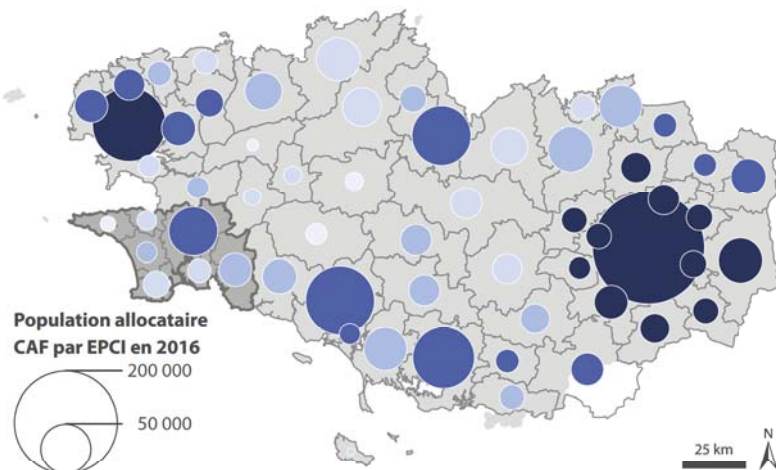 Population allocataire
CAF par EPCI en 2016
200 000
50 000
25 km
N